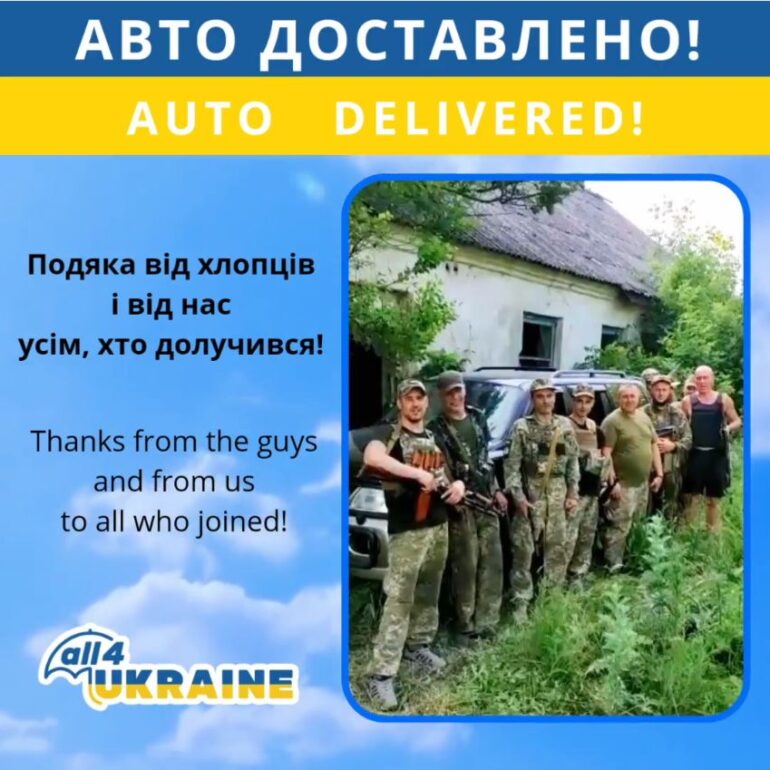 АВТО ДОСТАВЛЕНО!
AUTO DELIVERED!
Подяка від хлопців
і від нас
усім, хто долучився!
Thanks from the guys
and from us
to all who joined!
all4
UKRAINE